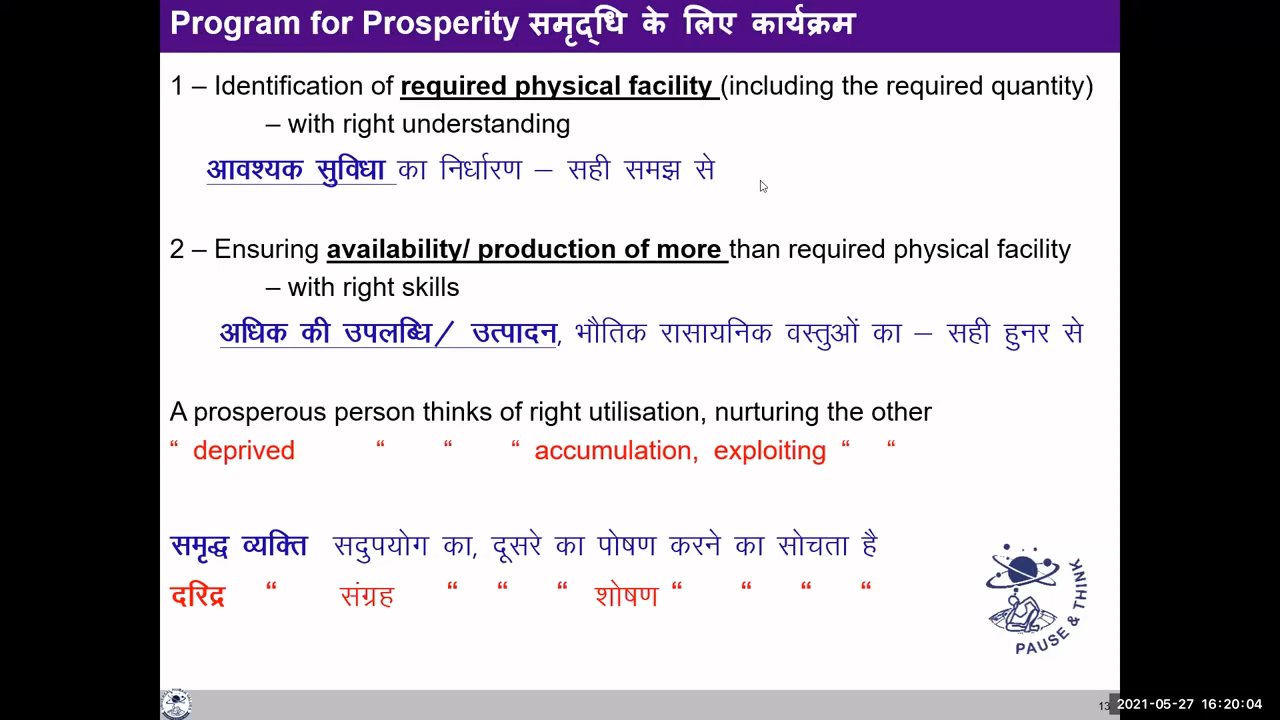 Program for Prosperity समृद्धि के लिए कार्यक्रम
1 – Identification of required physical facility (including the required quantity)
– with right understanding
आवश्यक सुविधा का निर्धारण – सही समझ से
2 – Ensuring availability/ production of more than required physical facility
– with right skills
अधिक की उपलब्धि/ उत्पादन, भौतिक रासायनिक वस्तुओं का – सही हुनर से
A prosperous person thinks of right utilisation, nurturing the other
“ deprived “ “ “ accumulation, exploiting “ “
समृद्ध व्यक्ति सदुपयोग का, दूसरे का पोषण करने का सोचता है
दरिद्र “ संग्रह “ “ “ शोषण “ “ “ “
PAUSE & THINK
13
2021-05-27 16:20:04